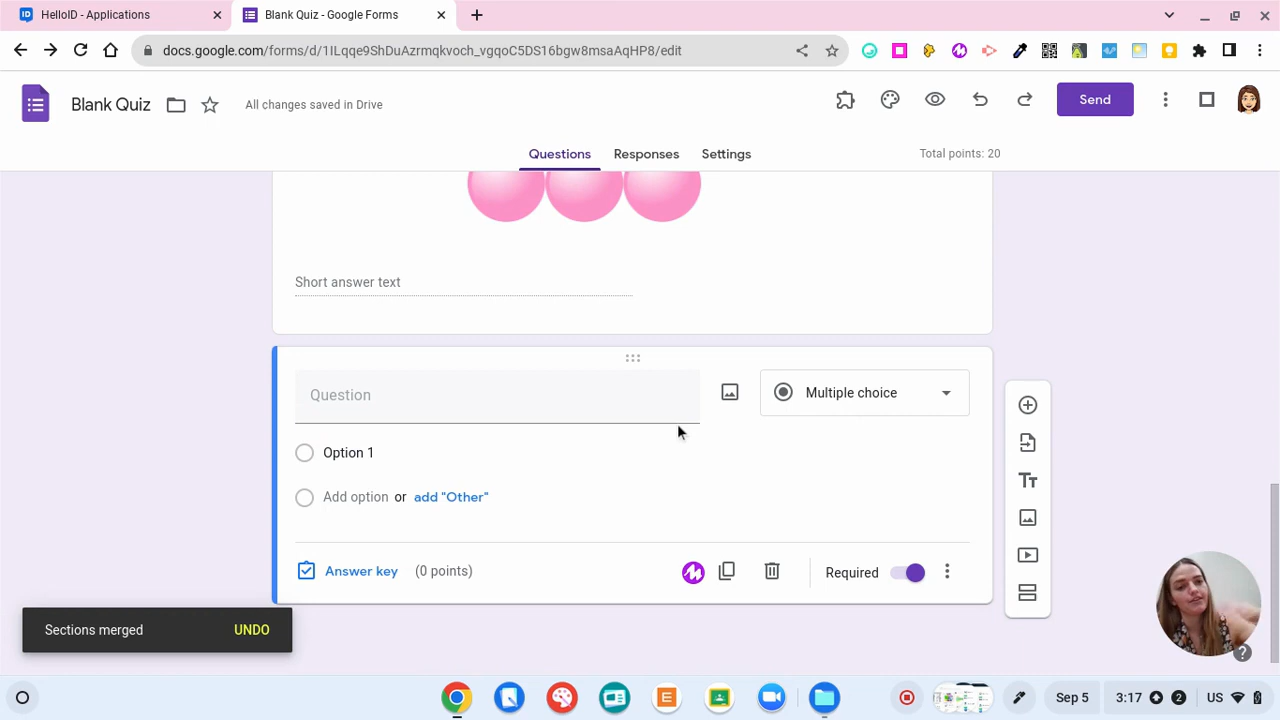 HelloID - Applications
Blank Quiz - Google Forms
docs.google.com/forms/d/1ILqqe9ShDuAzrmqkvoch_vgqoC5DS16bgw8msaAqHP8/edit
Blank Quiz
All changes saved in Drive
Send
Questions
Responses
Settings
Total points: 20
Short answer text
Question
Multiple choice
Option 1
Add option or add "Other"
Answer key (0 points)
Required
Sections merged
UNDO
Sep 5
3:17
2
US